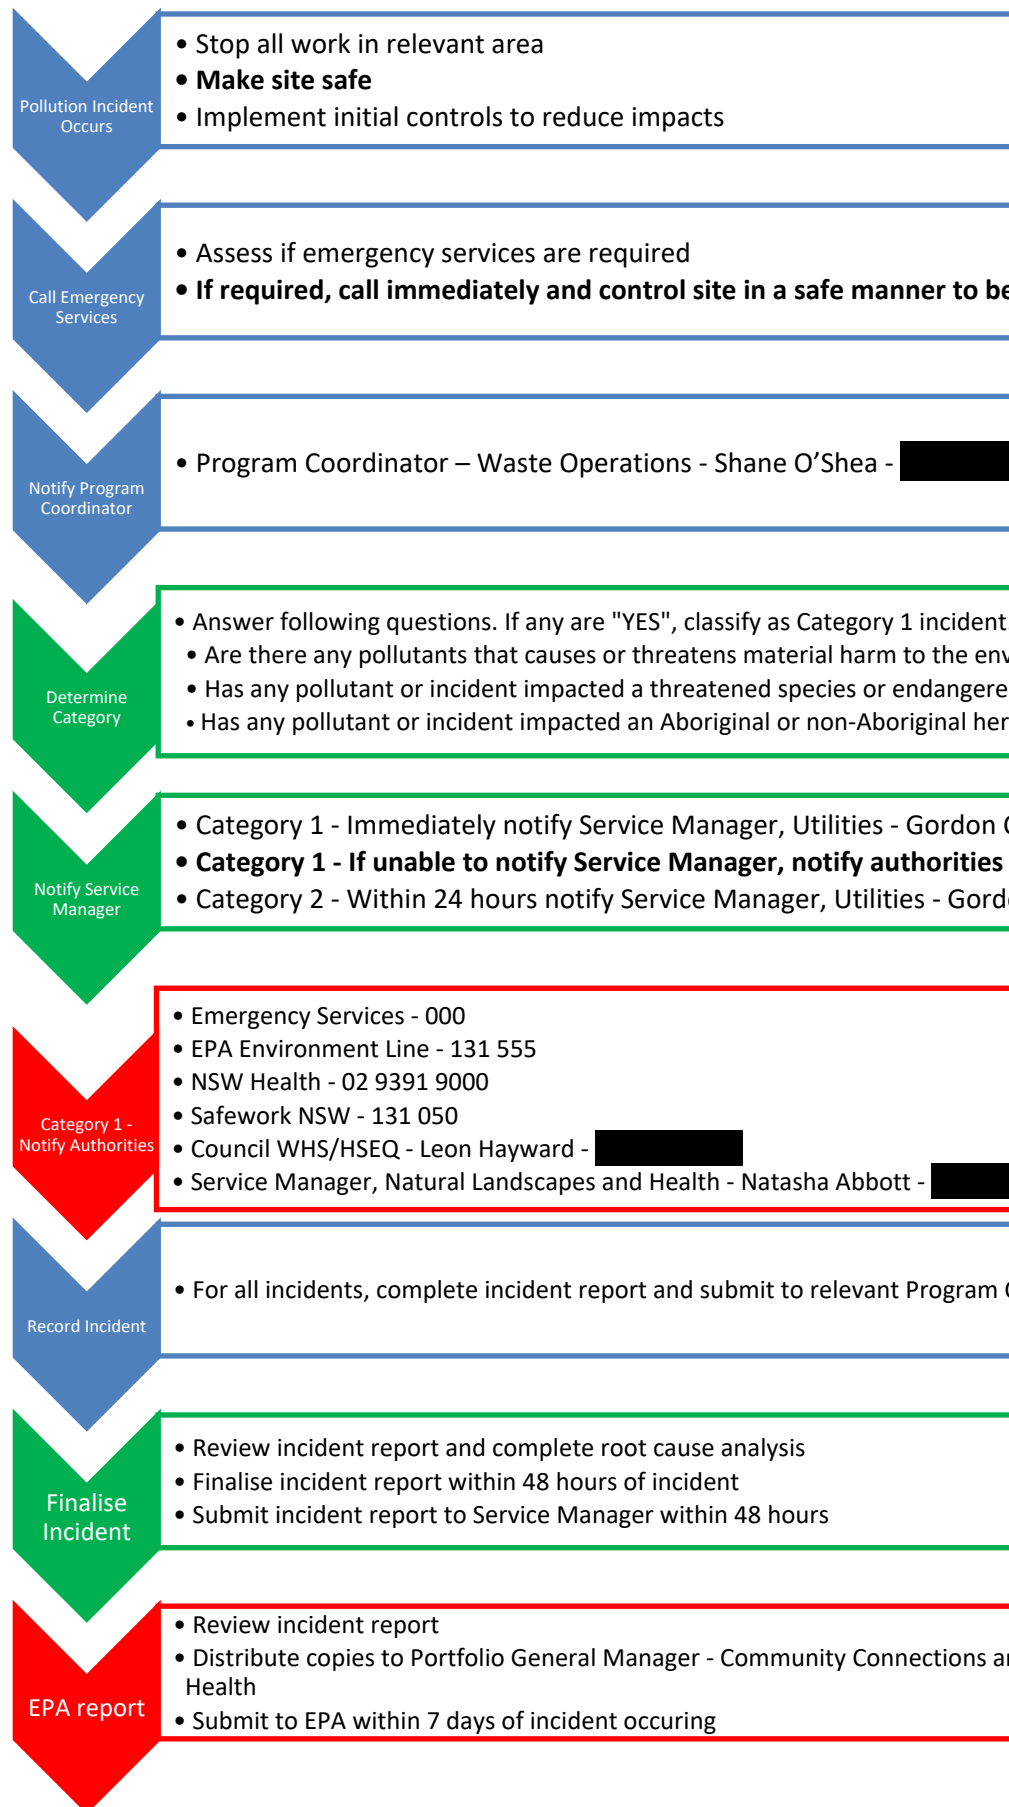 Pollution Incident
Occurs
• Stop all work in relevant area
• Make site safe
• Implement initial controls to reduce impacts
Call Emergency
Services
• Assess if emergency services are required
• If required, call immediately and control site in a safe manner to be
Notify Program
Coordinator
• Program Coordinator – Waste Operations - Shane O’Shea -
Determine
Category
• Answer following questions. If any are "YES", classify as Category 1 incident
• Are there any pollutants that causes or threatens material harm to the env
• Has any pollutant or incident impacted a threatened species or endangere
• Has any pollutant or incident impacted an Aboriginal or non-Aboriginal her
Notify Service
Manager
• Category 1 - Immediately notify Service Manager, Utilities - Gordon
• Category 1 - If unable to notify Service Manager, notify authorities
• Category 2 - Within 24 hours notify Service Manager, Utilities - Gord
Category 1 -
Notify Authorities
• Emergency Services - 000
• EPA Environment Line - 131 555
• NSW Health - 02 9391 9000
• Safework NSW - 131 050
• Council WHS/HSEQ - Leon Hayward -
• Service Manager, Natural Landscapes and Health - Natasha Abbott -
Record Incident
• For all incidents, complete incident report and submit to relevant Program
Finalise
Incident
• Review incident report and complete root cause analysis
• Finalise incident report within 48 hours of incident
• Submit incident report to Service Manager within 48 hours
EPA report
• Review incident report
• Distribute copies to Portfolio General Manager - Community Connections a
Health
• Submit to EPA within 7 days of incident occuring